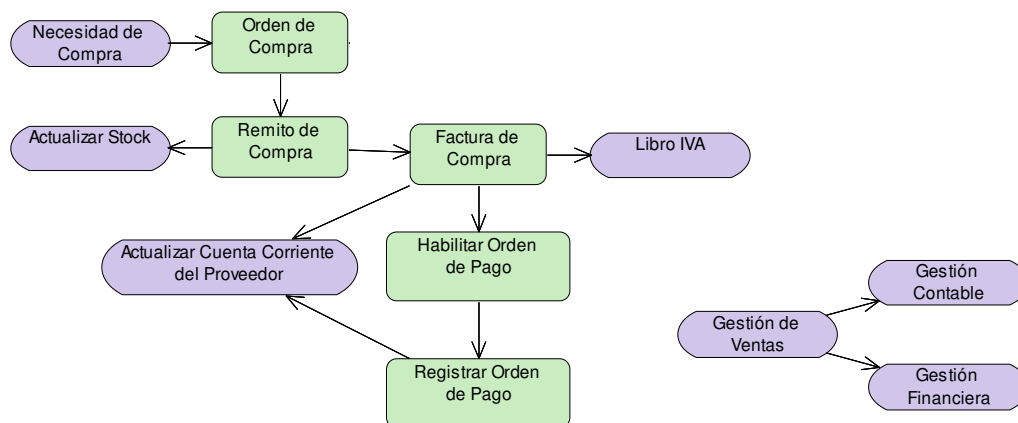 Necesidad de
Compra
Orden de
Compra
Actualizar Stock
Remito de
Compra
Factura de
Compra
Libro IVA
Actualizar Cuenta Corriente
del Proveedor
Habilitar Orden
de Pago
Gestión
Contable
Gestión de
Ventas
Registrar Orden
de Pago
Gestión
Financiera